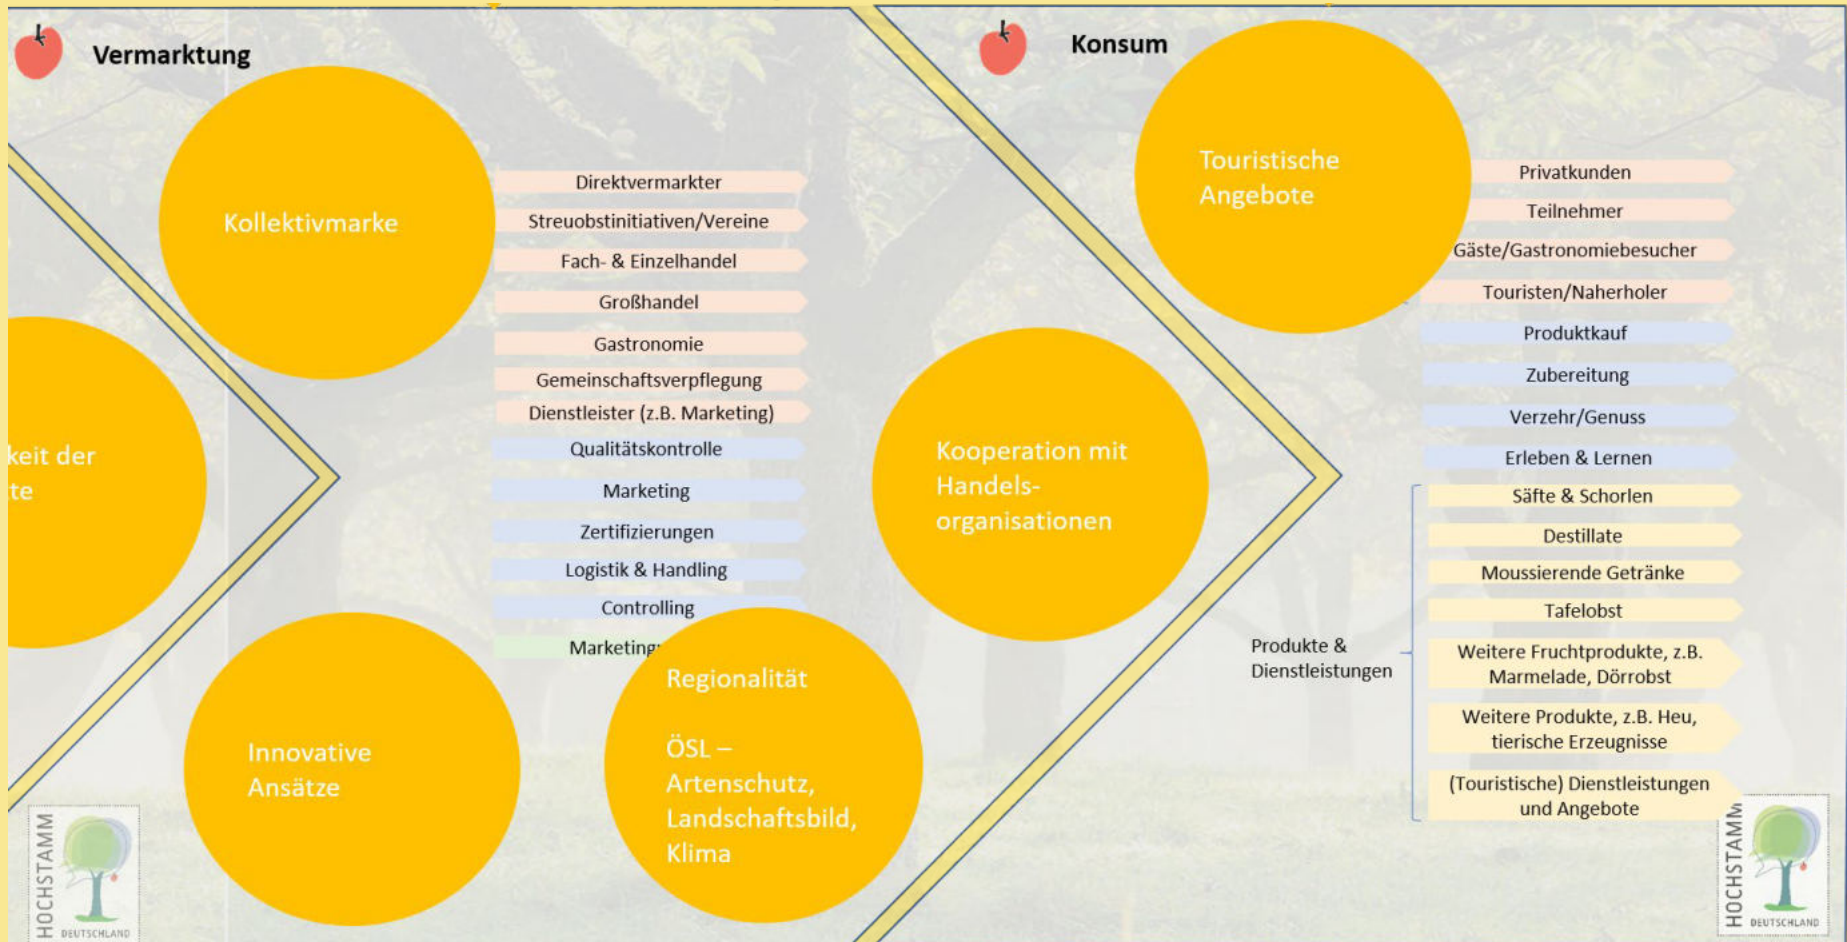 Vermarktung
Kollektivmarke
Direktvermarkter
Streuobstinitiativen/Vereine
Fach- & Einzelhandel
Großhandel
Gastronomie
Gemeinschaftsverpflegung
Dienstleister (z.B. Marketing)
Qualitätskontrolle
Marketing
Zertifizierungen
Logistik & Handling
Controlling
Marketing
keit der
te
Innovative
Ansätze
Regionalität
ÖSL –
Artenschutz,
Landschaftsbild,
Klima
Kooperation mit
Handels-
organisationen
HOCHSTAMM
DEUTSCHLAND
Konsum
Touristische
Angebote
Privatkunden
Teilnehmer
Gäste/Gastronomiebesucher
Touristen/Naherholer
Produktkauf
Zubereitung
Verzehr/Genuss
Erleben & Lernen
Produkte &
Dienstleistungen
Säfte & Schorlen
Destillate
Moussierende Getränke
Tafelobst
Weitere Fruchtprodukte, z.B.
Marmelade, Dörrobst
Weitere Produkte, z.B. Heu,
tierische Erzeugnisse
(Touristische) Dienstleistungen
und Angebote
HOCHSTAMM
DEUTSCHLAND